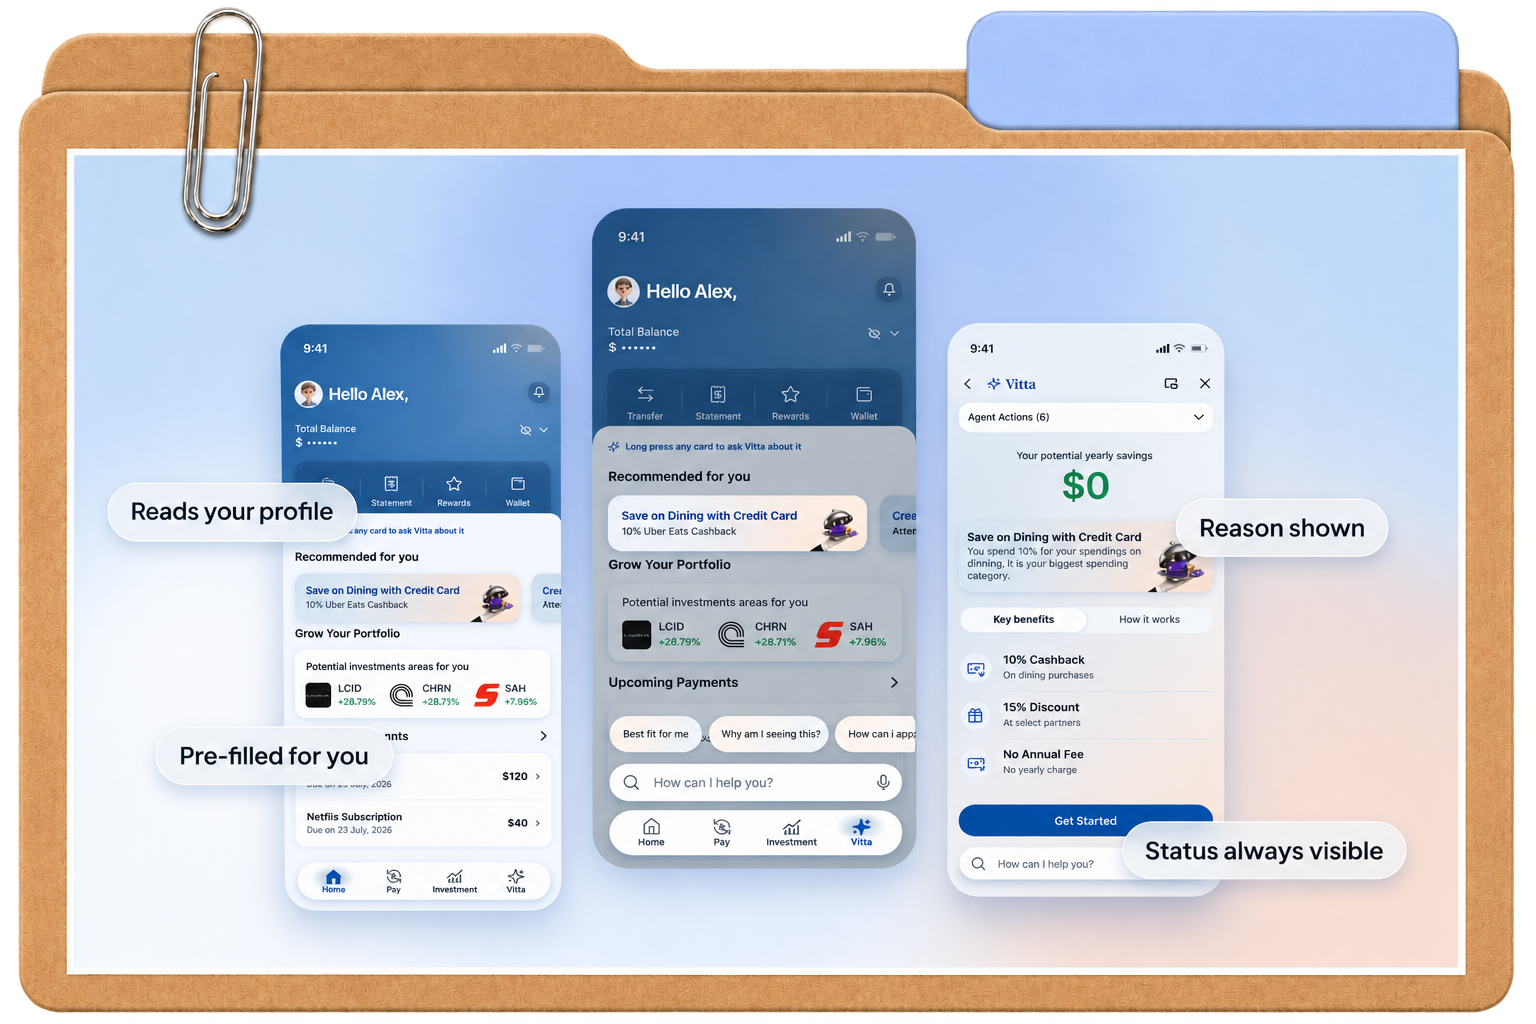 9:41
Hello Alex,
Total Balance
$ ••••••
Statement
Rewards
Wallet
any card to ask Vitta about it
Recommended for you
Save on Dining with Credit Card
10% Uber Eats Cashback
Grow Your Portfolio
Potential investments areas for you
LCID
+28.79%
CHRN
+28.71%
SAH
+7.96%
$120
2026
Netflis Subscription
Due on 23 July, 2026
$40
Home
Pay
Investment
Vitta
Reads your profile
Pre-filled for you
9:41
Hello Alex,
Total Balance
$ ••••••
Transfer
Statement
Rewards
Wallet
Long press any card to ask Vitta about it
Recommended for you
Save on Dining with Credit Card
10% Uber Eats Cashback
Grow Your Portfolio
Potential investments areas for you
LCID
+28.79%
CHRN
+28.71%
SAH
+7.96%
Upcoming Payments
Best fit for me
Why am I seeing this?
How can i app
How can I help you?
Home
Pay
Investment
Vitta
9:41
Vitta
Agent Actions (6)
Your potential yearly savings
$0
Save on Dining with Credit Card
You spend 10% for your spendings on
dinning, It is your biggest spending
category.
Key benefits
How it works
10% Cashback
On dining purchases
15% Discount
At select partners
No Annual Fee
No yearly charge
Get Started
How can I help you?
Reason shown
Status always visible